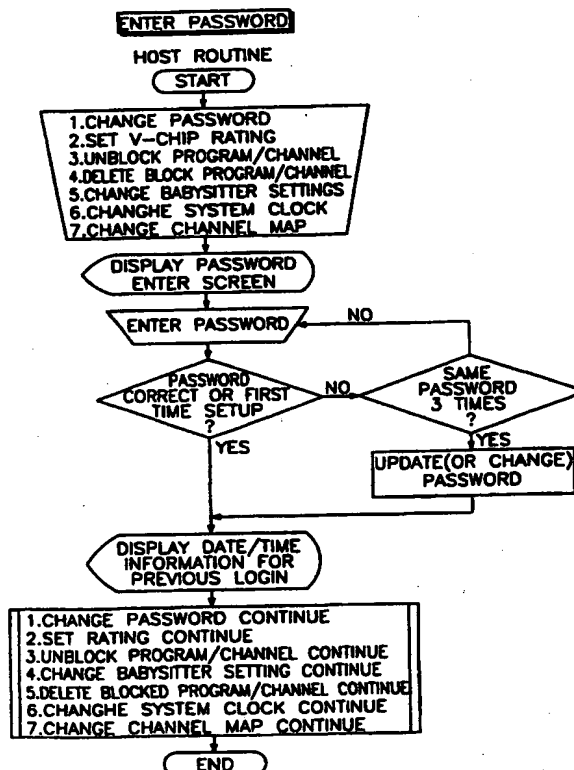 ENTER PASSWORD
HOST ROUTINE
START
1.CHANGE PASSWORD
2.SET V-CHIP RATING
3.UNBLOCK PROGRAM/CHANNEL
4.DELETE BLOCK PROGRAM/CHANNEL
5.CHANGE BABYSITTER SETTINGS
6.CHANGHE SYSTEM CLOCK
7.CHANGE CHANNEL MAP
DISPLAY PASSWORD
ENTER SCREEN
ENTER PASSWORD
NO
PASSWORD
CORRECT OR FIRST
TIME SETUP
?
NO
SAME
PASSWORD
3 TIMES
?
YES
YES
UPDATE(OR CHANGE)
PASSWORD
DISPLAY DATE/TIME
INFORMATION FOR
PREVIOUS LOGIN
1.CHANGE PASSWORD CONTINUE
2.SET RATING CONTINUE
3.UNBLOCK PROGRAM/CHANNEL CONTINUE
4.CHANGE BABYSITTER SETTING CONTINUE
5.DELETE BLOCKED PROGRAM/CHANNEL CONTINUE
6.CHANGHE SYSTEM CLOCK CONTINUE
7.CHANGE CHANNEL MAP CONTINUE
END